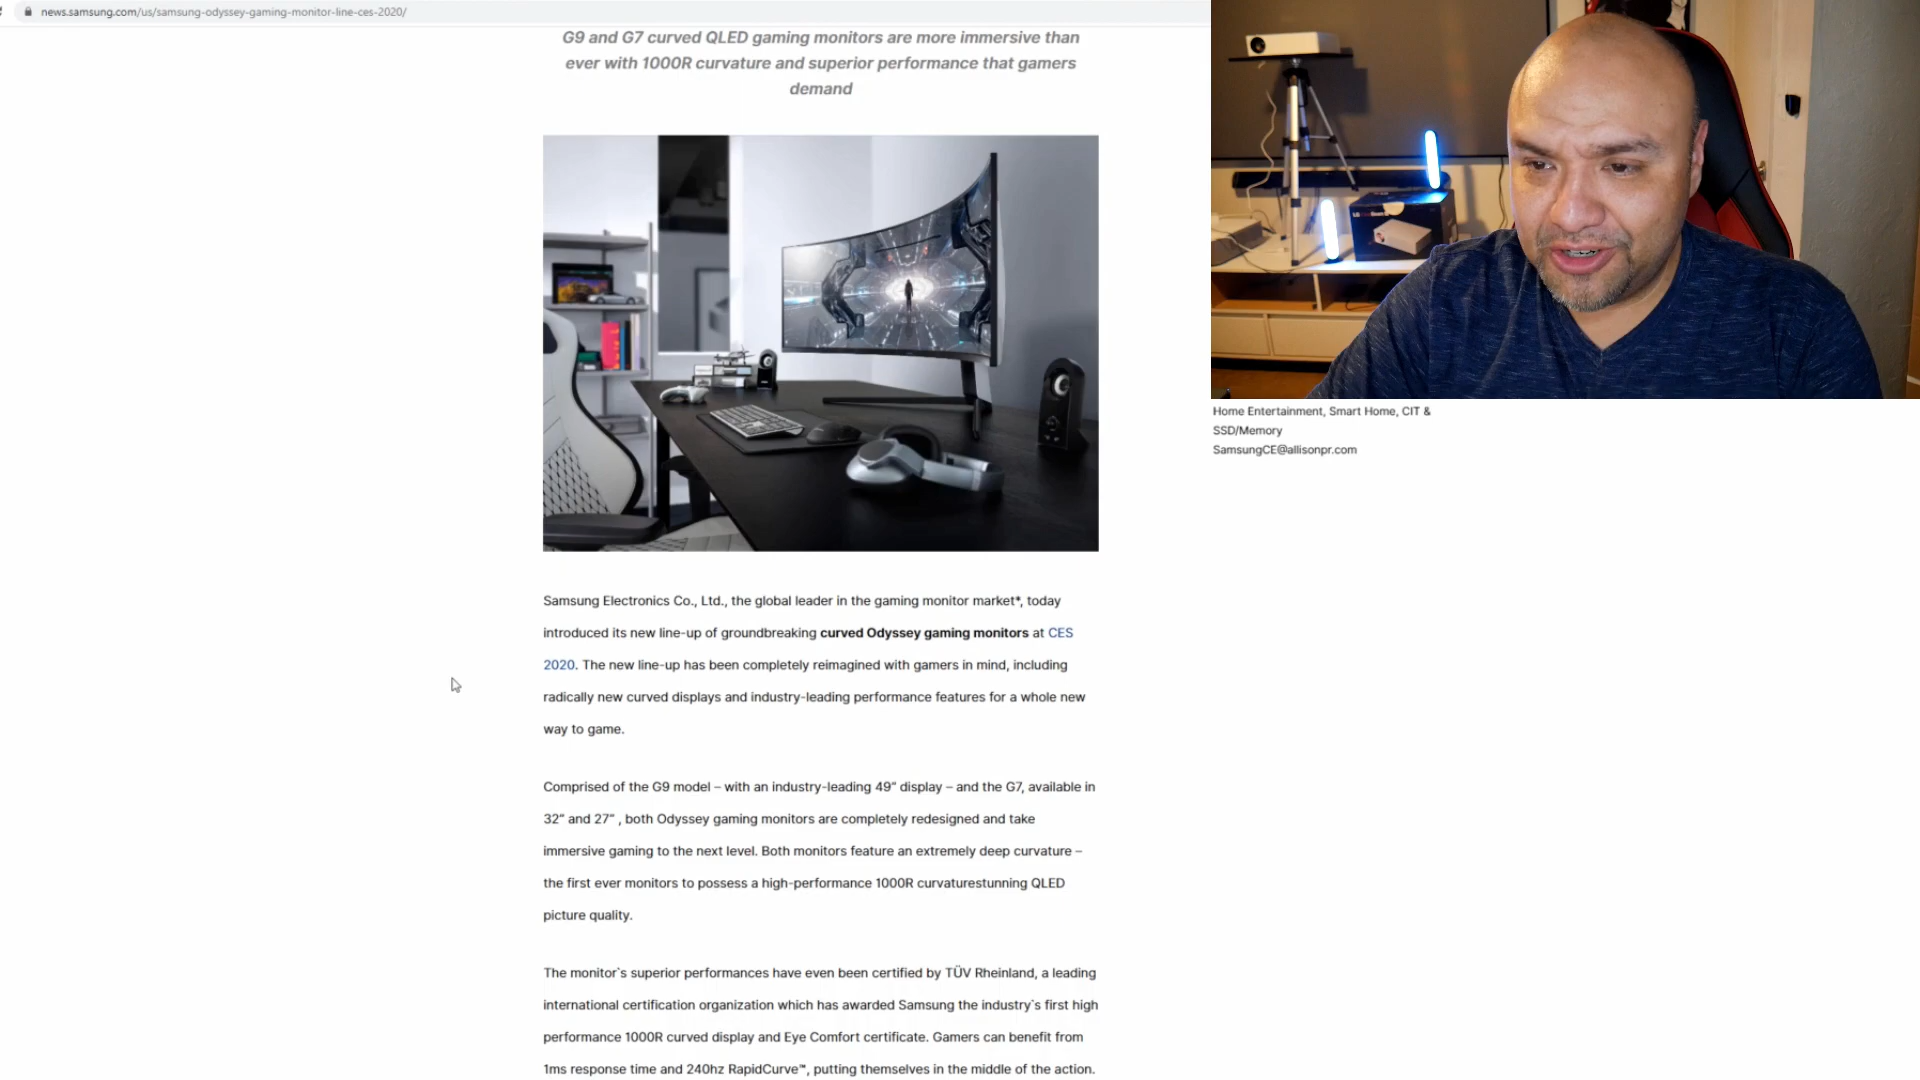 news.samsung.com/us/samsung-odyssey-gaming-monitor-line-ces-2020/
G9 and G7 curved QLED gaming monitors are more immersive than
ever with 1000R curvature and superior performance that gamers
demand
LG
Home Entertainment, Smart Home, CIT &
SSD/Memory
SamsungCE@allisonpr.com
Samsung Electronics Co., Ltd., the global leader in the gaming monitor market*, today
introduced its new line-up of groundbreaking curved Odyssey gaming monitors at CES
2020. The new line-up has been completely reimagined with gamers in mind, including
radically new curved displays and industry-leading performance features for a whole new
way to game.
Comprised of the G9 model – with an industry-leading 49” display – and the G7, available in
32” and 27” , both Odyssey gaming monitors are completely redesigned and take
immersive gaming to the next level. Both monitors feature an extremely deep curvature –
the first ever monitors to possess a high-performance 1000R curvaturestunning QLED
picture quality.
The monitor`s superior performances have even been certified by TÜV Rheinland, a leading
international certification organization which has awarded Samsung the industry`s first high
performance 1000R curved display and Eye Comfort certificate. Gamers can benefit from
1ms response time and 240hz RapidCurve™, putting themselves in the middle of the action.